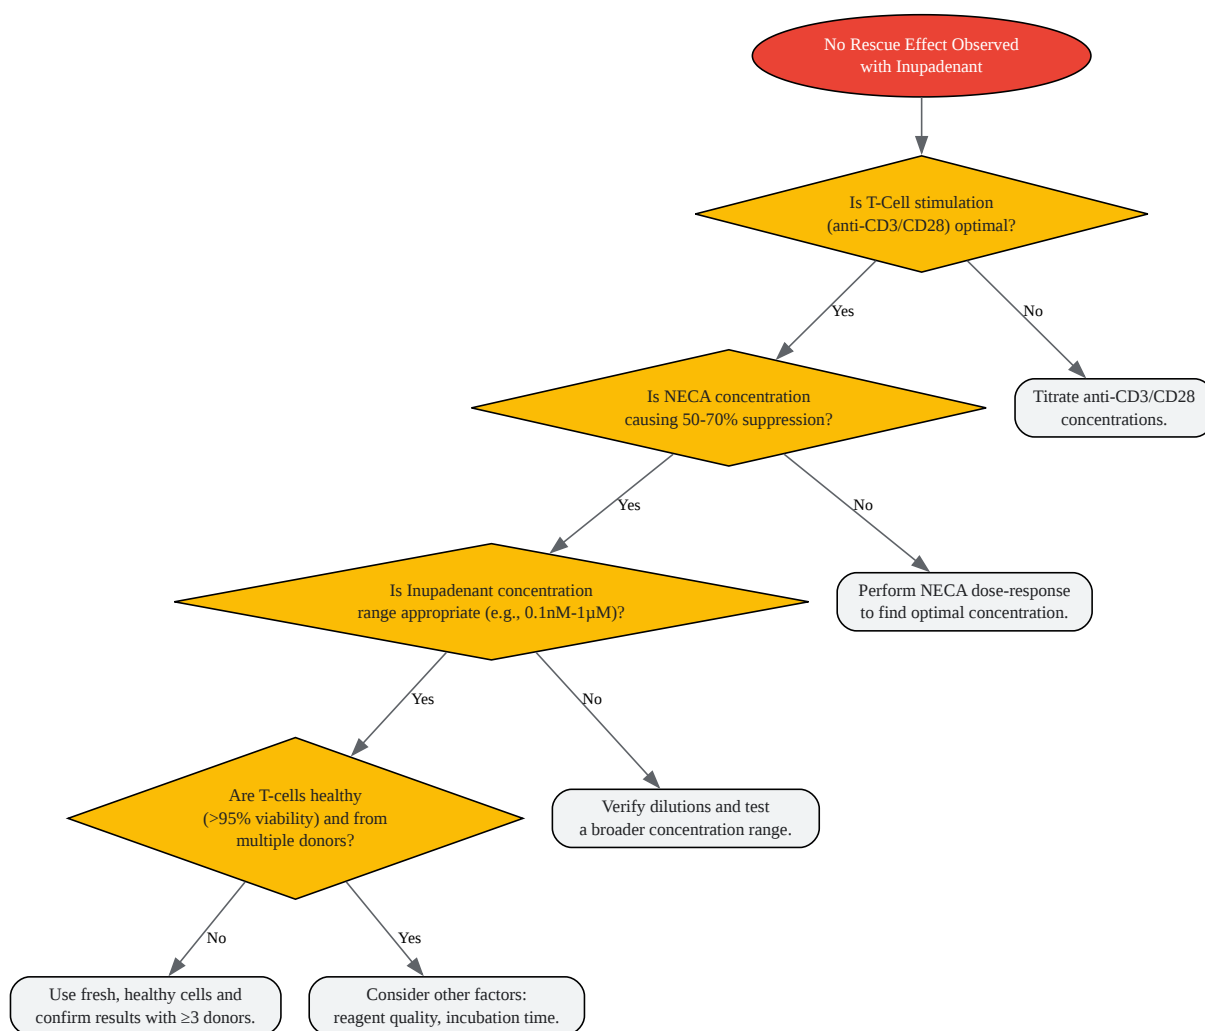 No Rescue Effect Observed
with Inupadenant
Is T-Cell stimulation
(anti-CD3/CD28) optimal?
Yes
No
Is NECA concentration
causing 50-70% suppression?
Titrate anti-CD3/CD28
concentrations.
Yes
No
Is Inupadenant concentration
range appropriate (e.g., 0.1nM-1µM)?
Perform NECA dose-response
to find optimal concentration.
Yes
No
Are T-cells healthy
(>95% viability) and from
multiple donors?
Verify dilutions and test
a broader concentration range.
No
Yes
Use fresh, healthy cells and
confirm results with ≥3 donors.
Consider other factors:
reagent quality, incubation time.